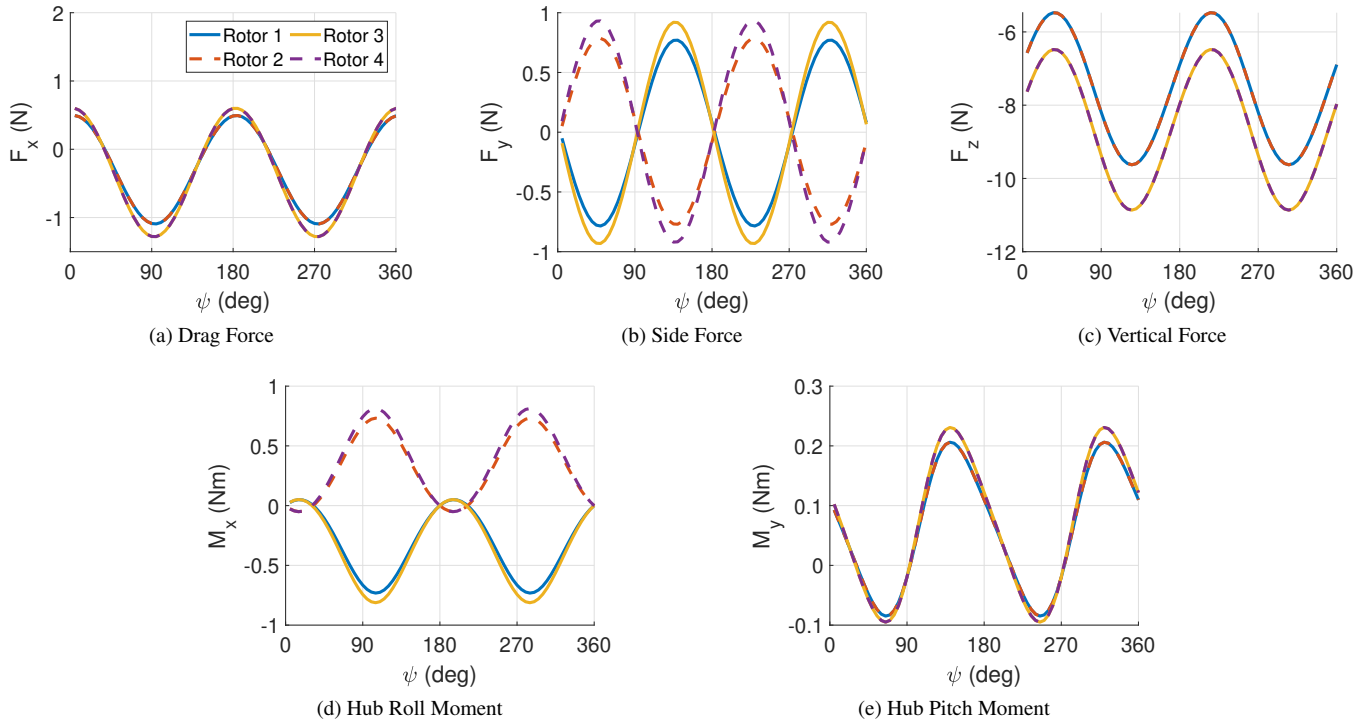 2
1
0
-1
F_x (N)
Rotor 1
Rotor 3
Rotor 2
Rotor 4
0
90
180
270
360
ψ (deg)
(a) Drag Force
1
0.5
0
-0.5
-1
F_y (N)
0
90
180
270
360
ψ (deg)
(b) Side Force
-6
-8
-10
-12
F_z (N)
0
90
180
270
360
ψ (deg)
(c) Vertical Force
1
0.5
0
-0.5
-1
M_x (Nm)
0
90
180
270
360
ψ (deg)
(d) Hub Roll Moment
0.3
0.2
0.1
0
-0.1
M_y (Nm)
0
90
180
270
360
ψ (deg)
(e) Hub Pitch Moment